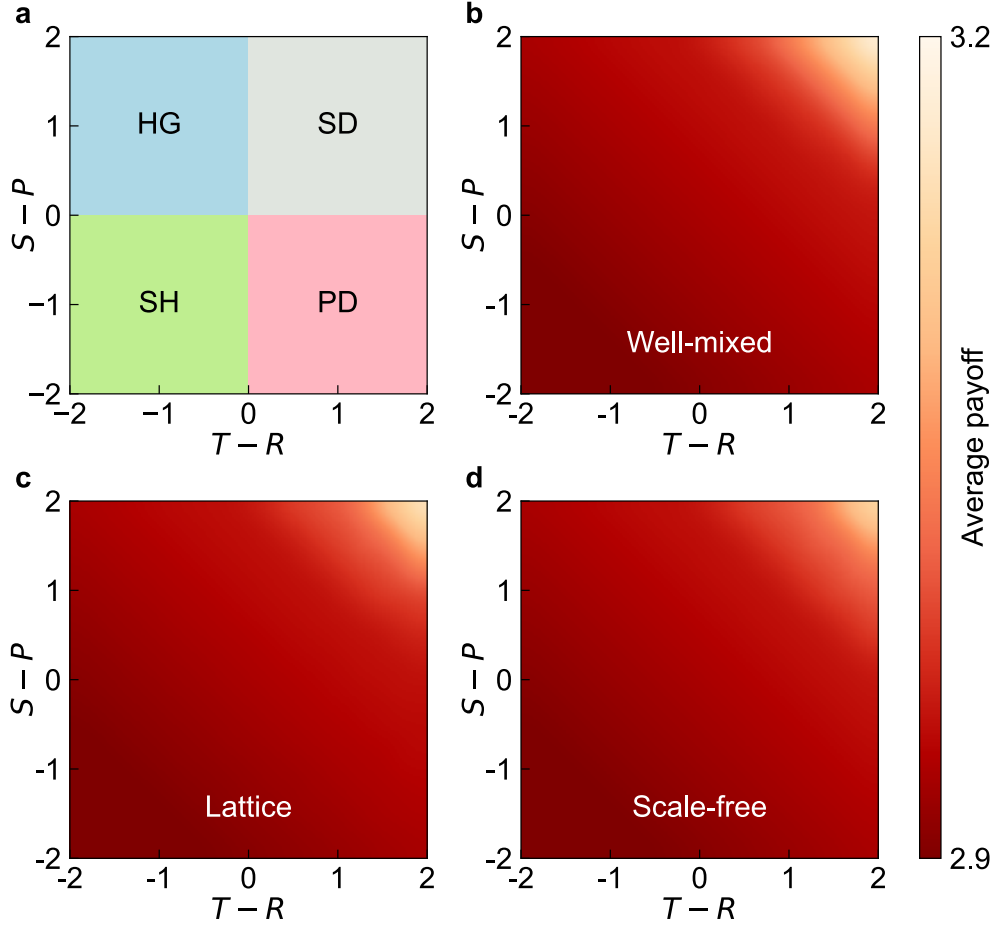 a
2
1
0
−1
−2
S − P
HG
SD
SH
PD
−2
−1
0
1
2
T − R
b
2
1
0
-1
-2
S − P
Well-mixed
-2
-1
0
1
2
T − R
c
2
1
0
-1
-2
S − P
Lattice
-2
-1
0
1
2
T − R
d
2
1
0
-1
-2
S − P
Scale-free
-2
-1
0
1
2
T − R
3.2
Average payoff
2.9